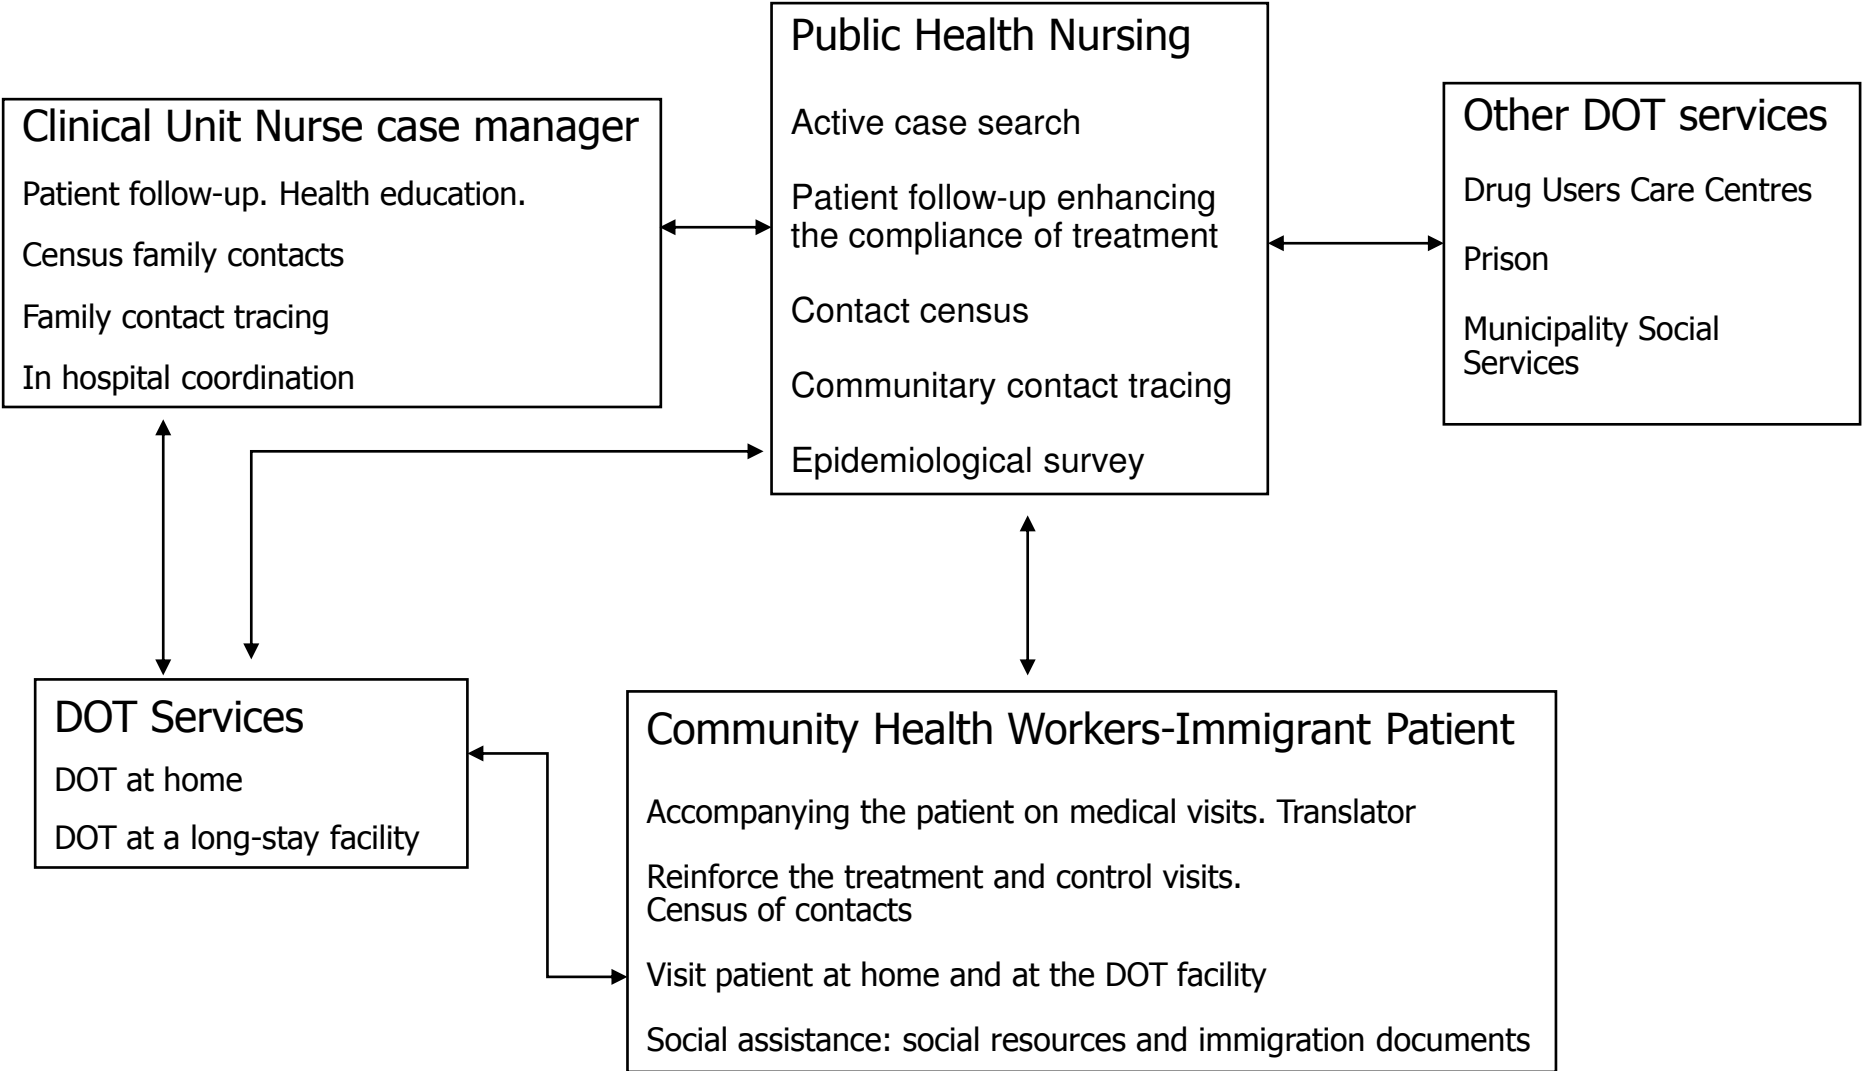 Public Health Nursing
Active case search
Patient follow-up enhancing
the compliance of treatment
Contact census
Communitary contact tracing
Epidemiological survey
Clinical Unit Nurse case manager
Patient follow-up. Health education.
Census family contacts
Family contact tracing
In hospital coordination
Other DOT services
Drug Users Care Centres
Prison
Municipality Social
Services
DOT Services
DOT at home
DOT at a long-stay facility
Community Health Workers-Immigrant Patient
Accompanying the patient on medical visits. Translator
Reinforce the treatment and control visits.
Census of contacts
Visit patient at home and at the DOT facility
Social assistance: social resources and immigration documents